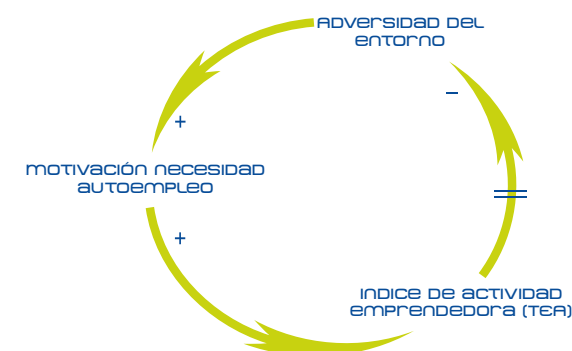 ADVERSIDAD DEL
ENTORNO
–
+
MOTIVACIÓN NECESIDAD
AUTOEMPLEO
+
INDICE DE ACTIVIDAD
EMPRENDEDORA (TEA)